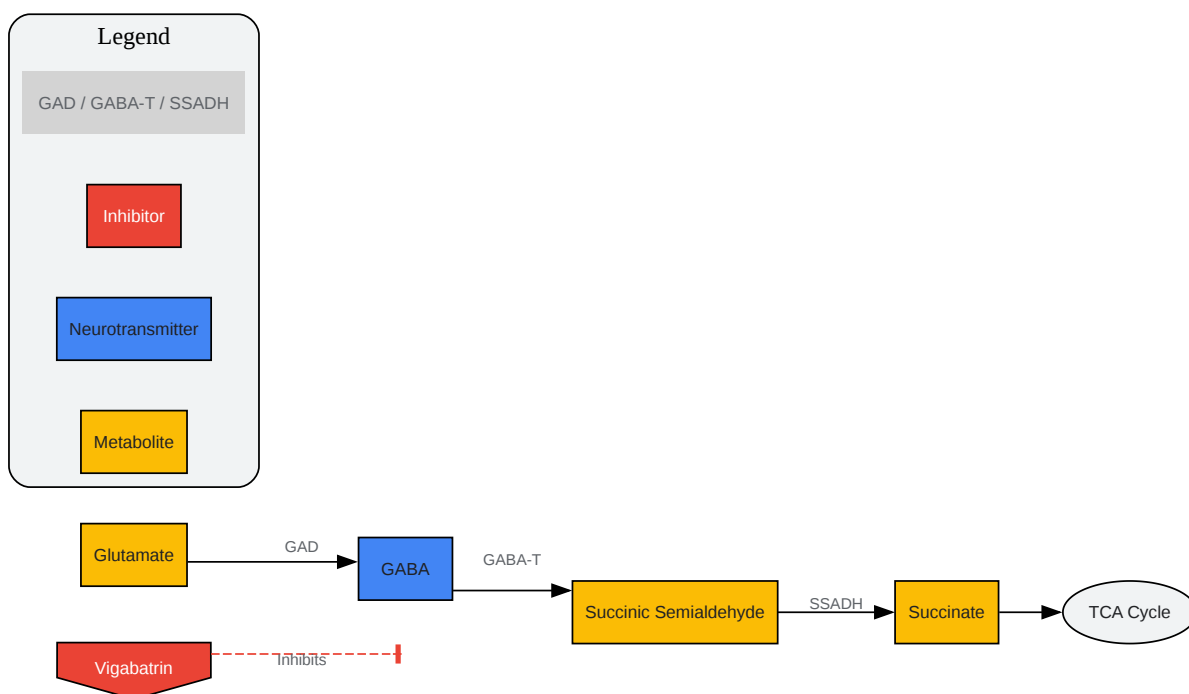 Legend
GAD / GABA-T / SSADH
Inhibitor
Neurotransmitter
Metabolite
Glutamate
GAD
GABA
GABA-T
Succinic Semialdehyde
SSADH
Succinate
TCA Cycle
Vigabatrin
Inhibits